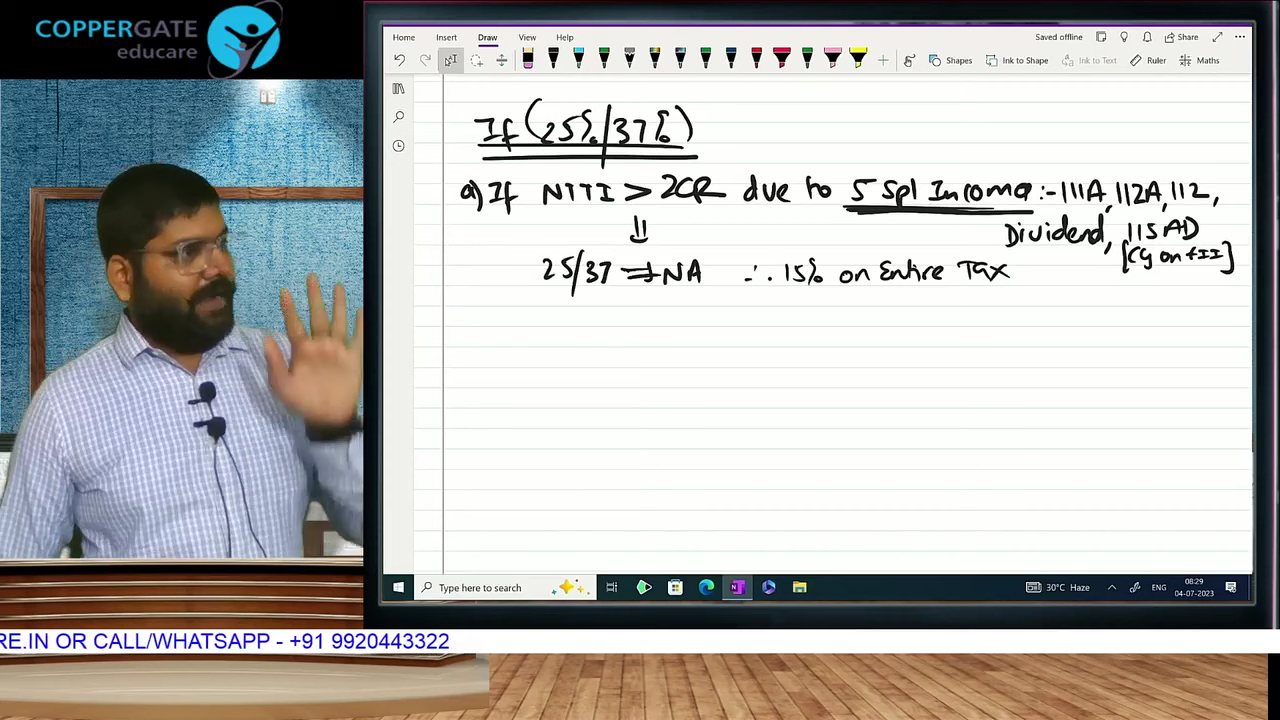 COPPERGATE
educare
Home Insert Draw View Help
Saved offline
Share
Shapes
Ink to Shape
Ink to Text
Ruler
Maths
If (25%/37%)
a) If NTTI > 2CR due to 5 Spl Income :- 111A, 112A, 112,
Dividend, 115AD
[CG on FII]
25/37 ⇒ NA ∴ 15% on Entire Tax
Type here to search
30°C Haze
ENG
08:29
04-07-2023
RE.IN OR CALL/WHATSAPP - +91 9920443322